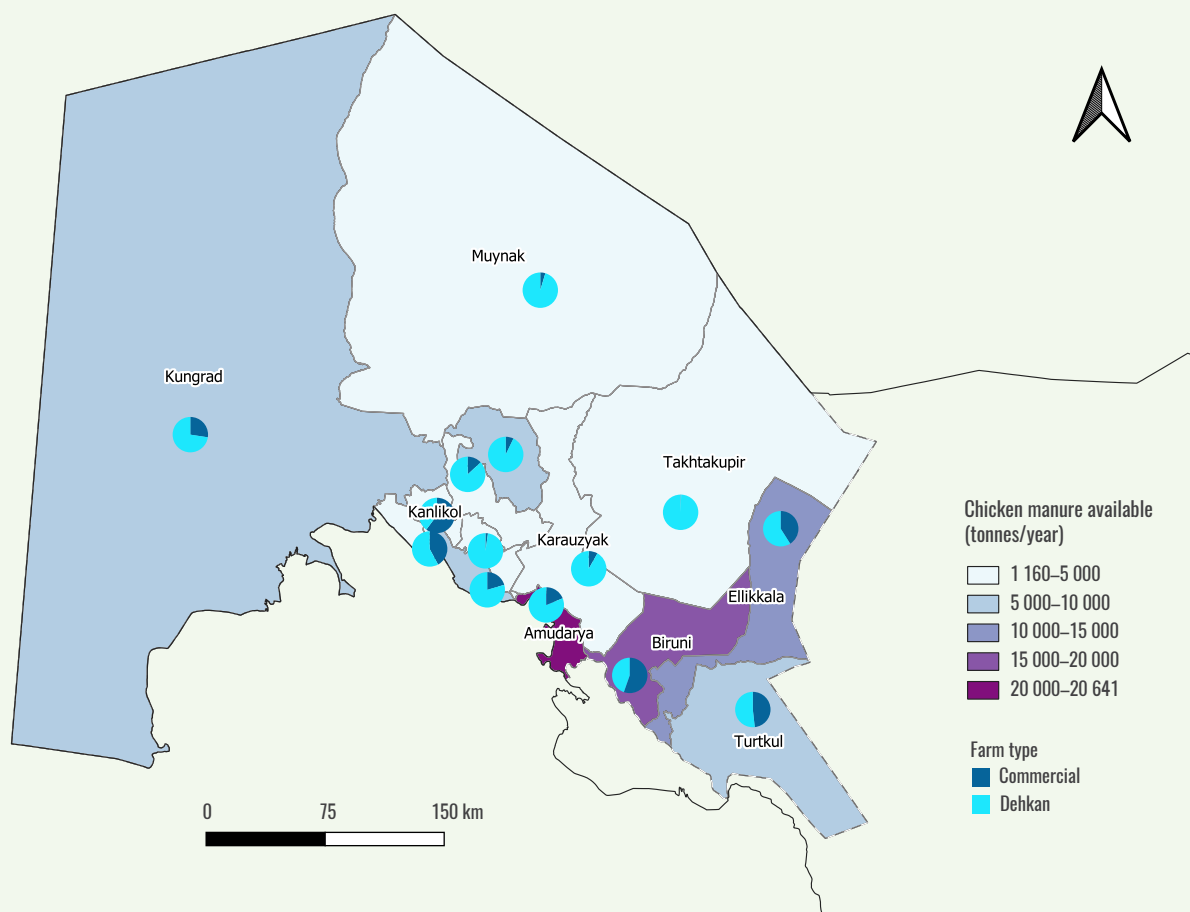 Muynak
Kungrad
Takhtakupir
Kanlikol
Karauzyak
Ellikkala
Amudarya
Biruni
Turtkul
Chicken manure available
(tonnes/year)
1 160–5 000
5 000–10 000
10 000–15 000
15 000–20 000
20 000–20 641
Farm type
Commercial
Dehkan
0 75 150 km